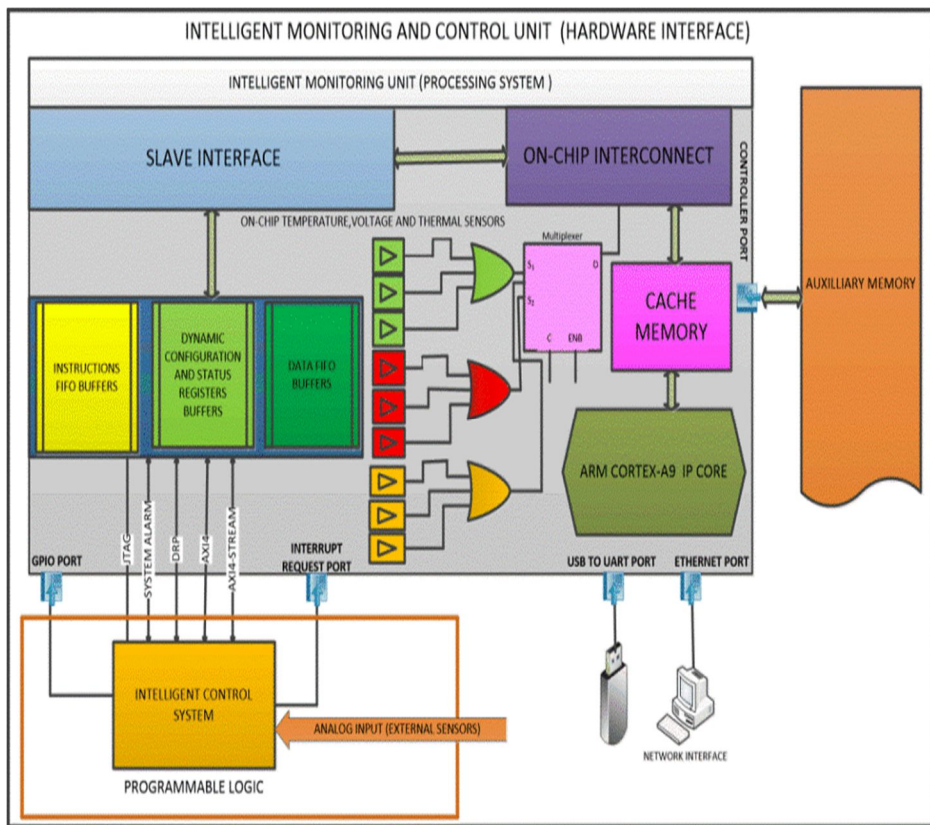 INTELLIGENT MONITORING AND CONTROL UNIT (HARDWARE INTERFACE)
INTELLIGENT MONITORING UNIT (PROCESSING SYSTEM )
SLAVE INTERFACE
ON-CHIP INTERCONNECT
CONTROLLER PORT
ON-CHIP TEMPERATURE,VOLTAGE AND THERMAL SENSORS
Multiplexer
S1
D
S2
C
ENB
CACHE
MEMORY
AUXILLIARY MEMORY
INSTRUCTIONS
FIFO BUFFERS
DYNAMIC
CONFIGURATION
AND STATUS
REGISTERS
BUFFERS
DATA FIFO
BUFFERS
ARM CORTEX-A9 IP CORE
GPIO PORT
JTAG
SYSTEM ALARM
DRP
AXI4
AXI4-STREAM
INTERRUPT
REQUEST PORT
USB TO UART PORT
ETHERNET PORT
INTELLIGENT CONTROL
SYSTEM
ANALOG INPUT (EXTERNAL SENSORS)
NETWORK INTERFACE
PROGRAMMABLE LOGIC